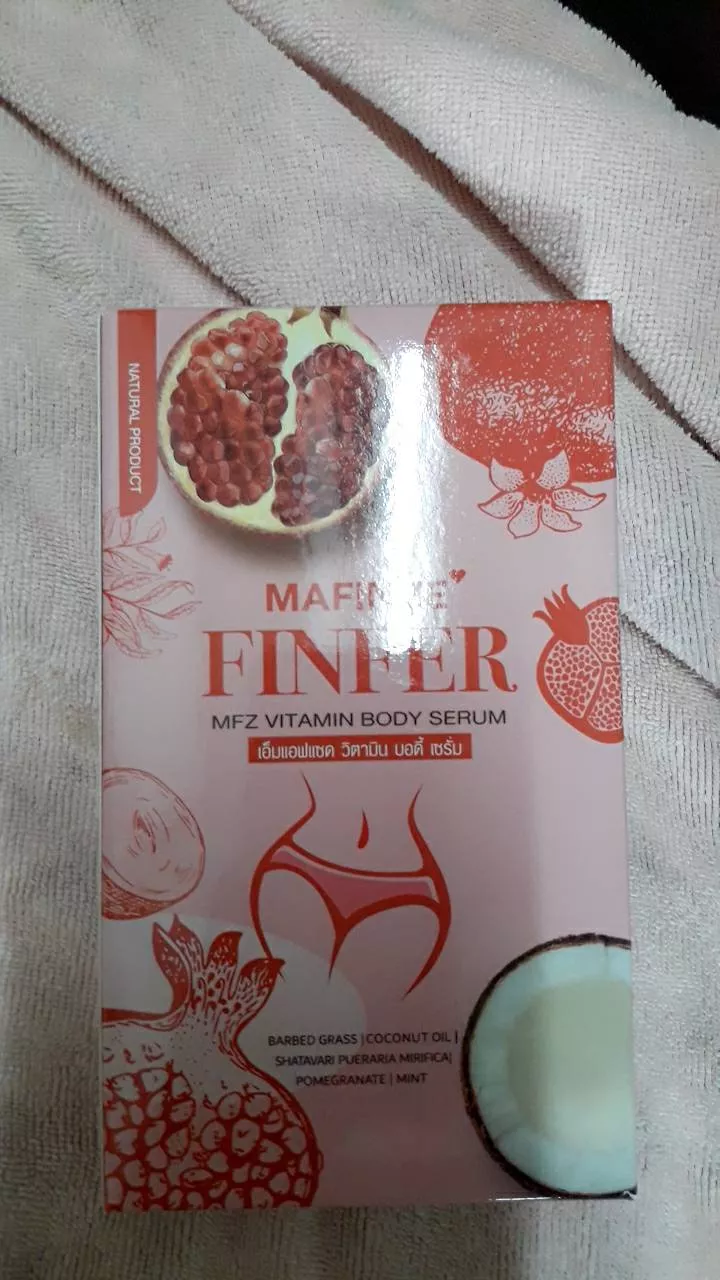 NATURAL PRODUCT
FINFER
MFZ VITAMIN BODY SERUM
เอ็มแอฟแซด วิตามิน บอดี้ เซรั่ม
BARBED GRASS | COCONUT OIL |
SHATAVARI PUERARIA MIRIFICA|
POMEGRANATE | MINT